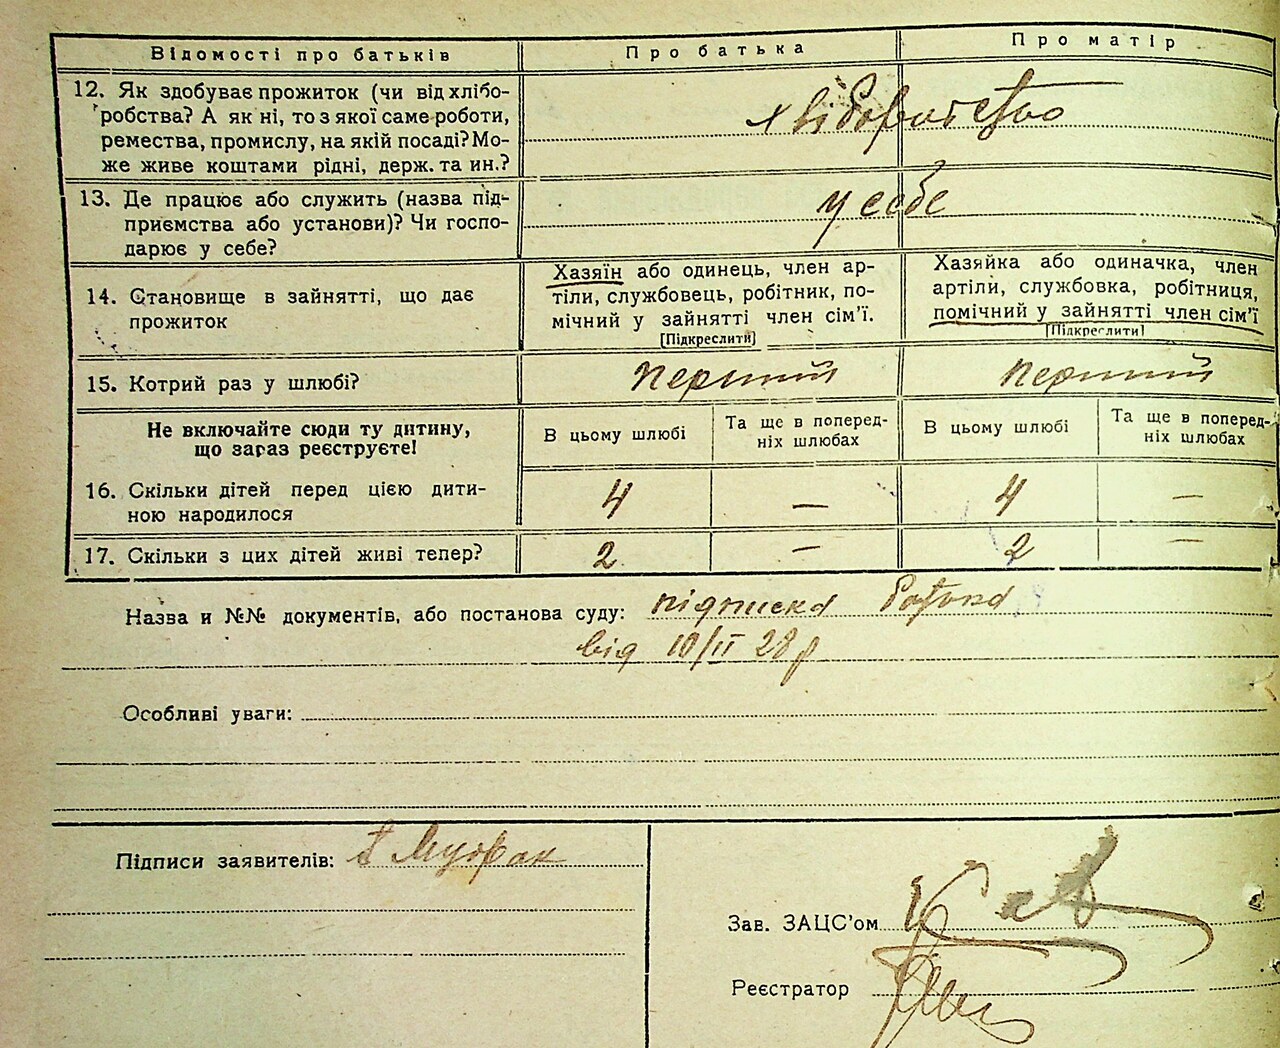 Відомості про батьків Про батька Про матір
12. Як здобуває прожиток (чи від хлібо-
робства? А як ні, то з якої саме роботи,
ремества, промислу, на якій посаді? Мо-
же живе коштами рідні, держ. та ин.?
хліборобство
13. Де працює або служить (назва під-
приємства або установи)? Чи госпо-
дарює у себе?
у себе
14. Становище в зайнятті, що дає
прожиток
Хазяїн або одинець, член ар-
тіли, службовець, робітник, по-
мічний у зайнятті член сім'ї.
[Підкреслити]
Хазяйка або одиначка, член
артіли, службовка, робітниця,
помічний у зайнятті член сім'ї
[Підкреслити]
15. Котрий раз у шлюбі? перший перший
Не включайте сюди ту дитину,
що зараз реєструєте!
В цьому шлюбі
Та ще в поперед-
ніх шлюбах
В цьому шлюбі
Та ще в поперед-
ніх шлюбах
16. Скільки дітей перед цією дити-
ною народилося
4 — 4 —
17. Скільки з цих дітей живі тепер? 2 — 2 —
Назва и №№ документів, або постанова суду: підписка
від 10/II 28 р
Особливі уваги:
Підписи заявителів:
Зав. ЗАЦС'ом
Реєстратор